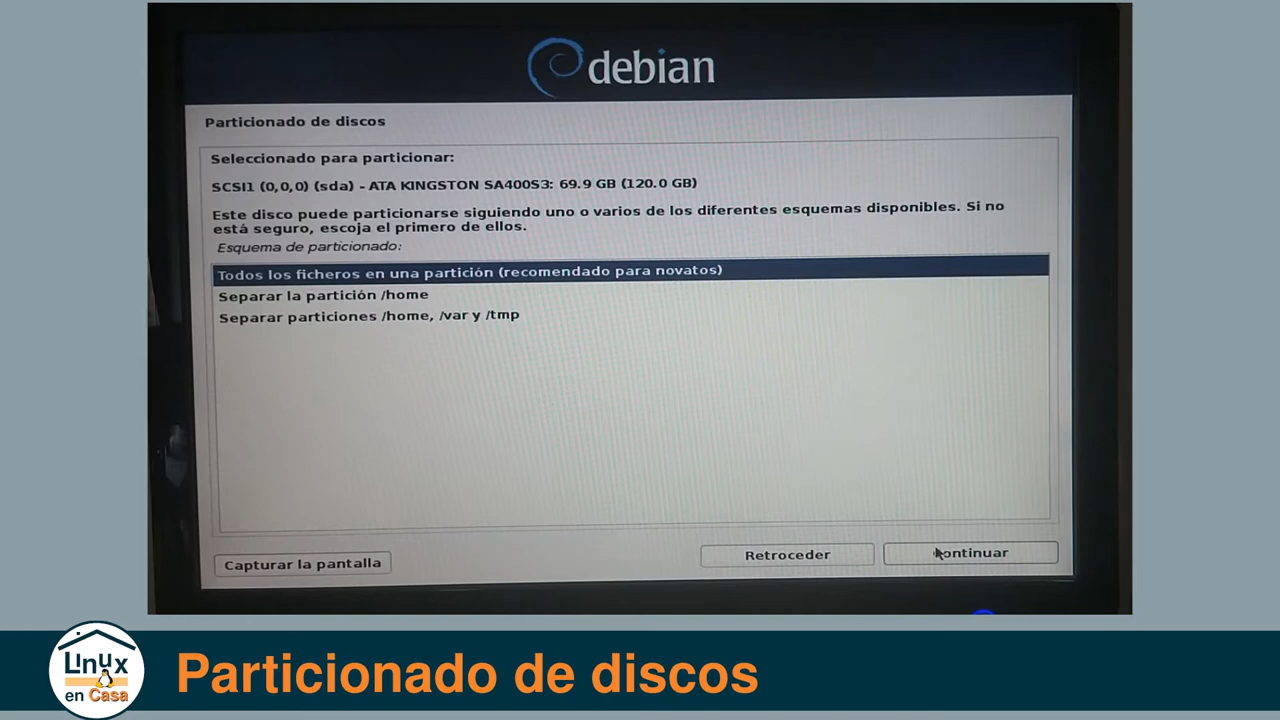 debian
Particionado de discos
Seleccionado para particionar:
SCSI1 (0,0,0) (sda) - ATA KINGSTON SA400S3: 69.9 GB (120.0 GB)
Este disco puede particionarse siguiendo uno o varios de los diferentes esquemas disponibles. Si no
está seguro, escoja el primero de ellos.
Esquema de particionado:
Todos los ficheros en una partición (recomendado para novatos)
Separar la partición /home
Separar particiones /home, /var y /tmp
Capturar la pantalla
Retroceder
Continuar
Linux
en Casa
Particionado de discos